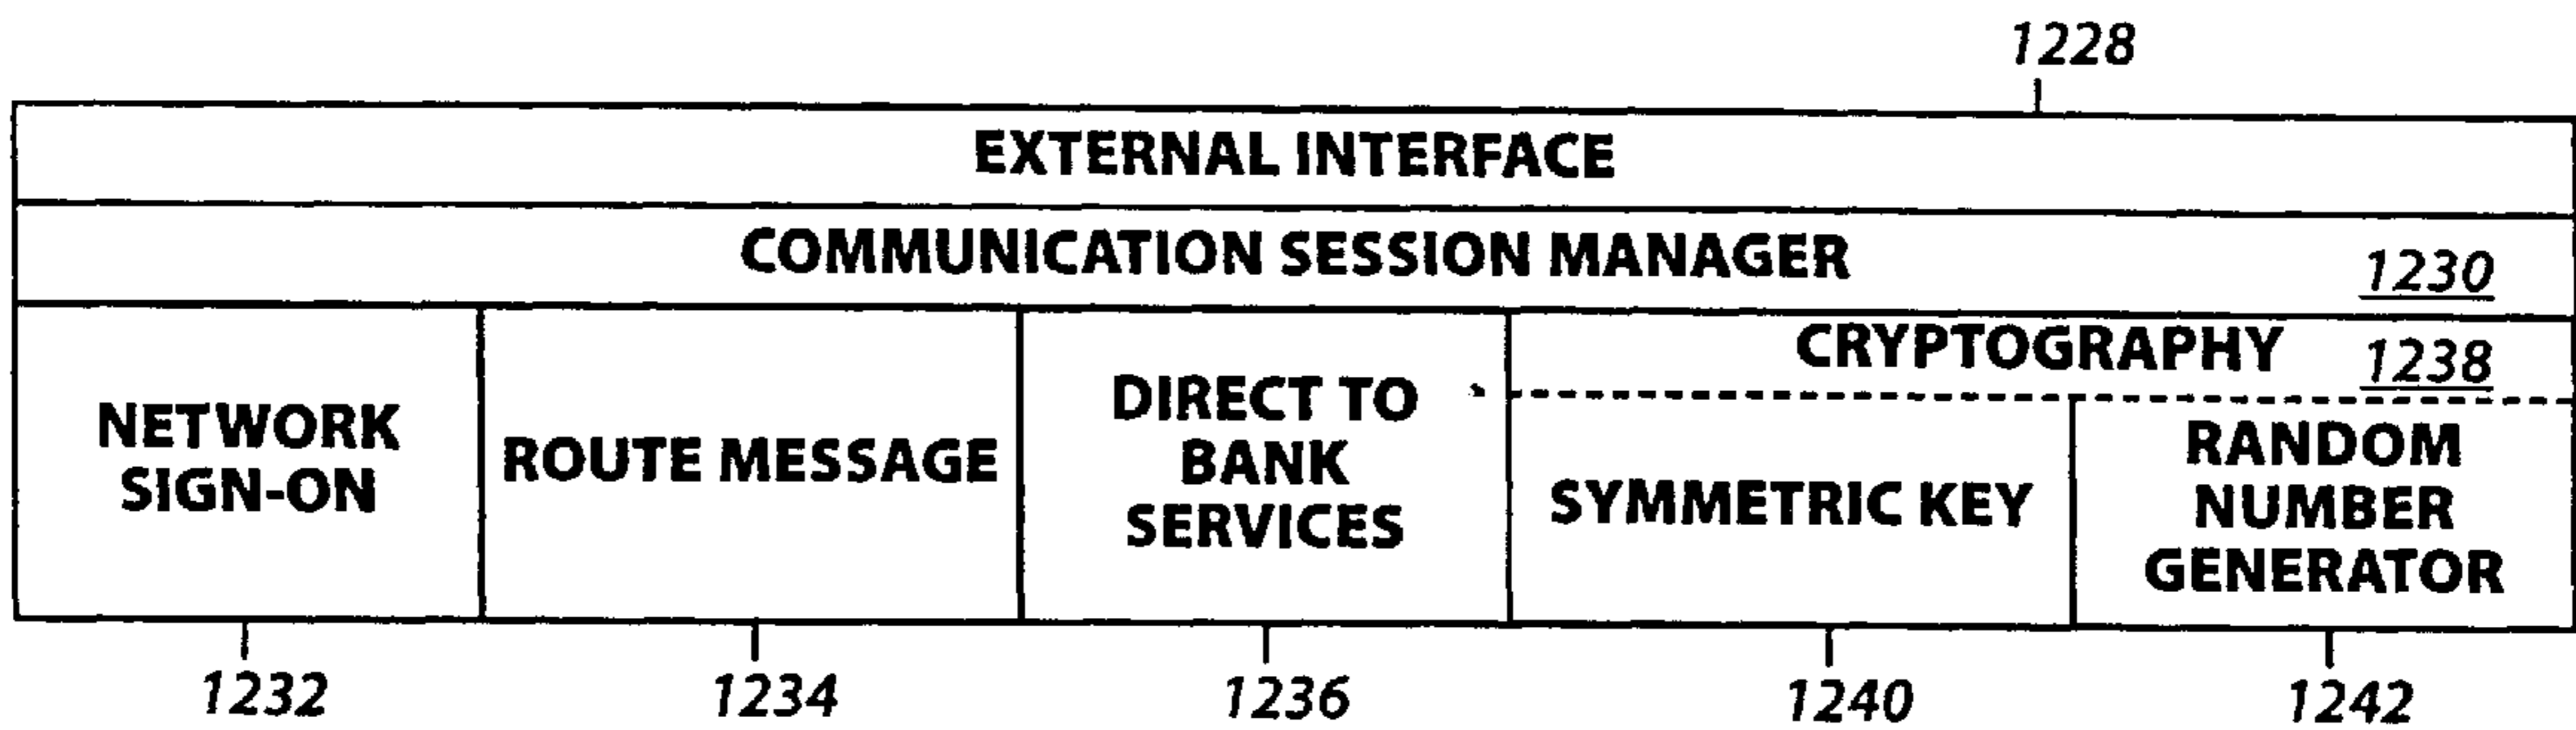 1228
EXTERNAL INTERFACE
COMMUNICATION SESSION MANAGER
1230
CRYPTOGRAPHY
1238
NETWORK
SIGN-ON
ROUTE MESSAGE
DIRECT TO
BANK
SERVICES
SYMMETRIC KEY
RANDOM
NUMBER
GENERATOR
1232
1234
1236
1240
1242